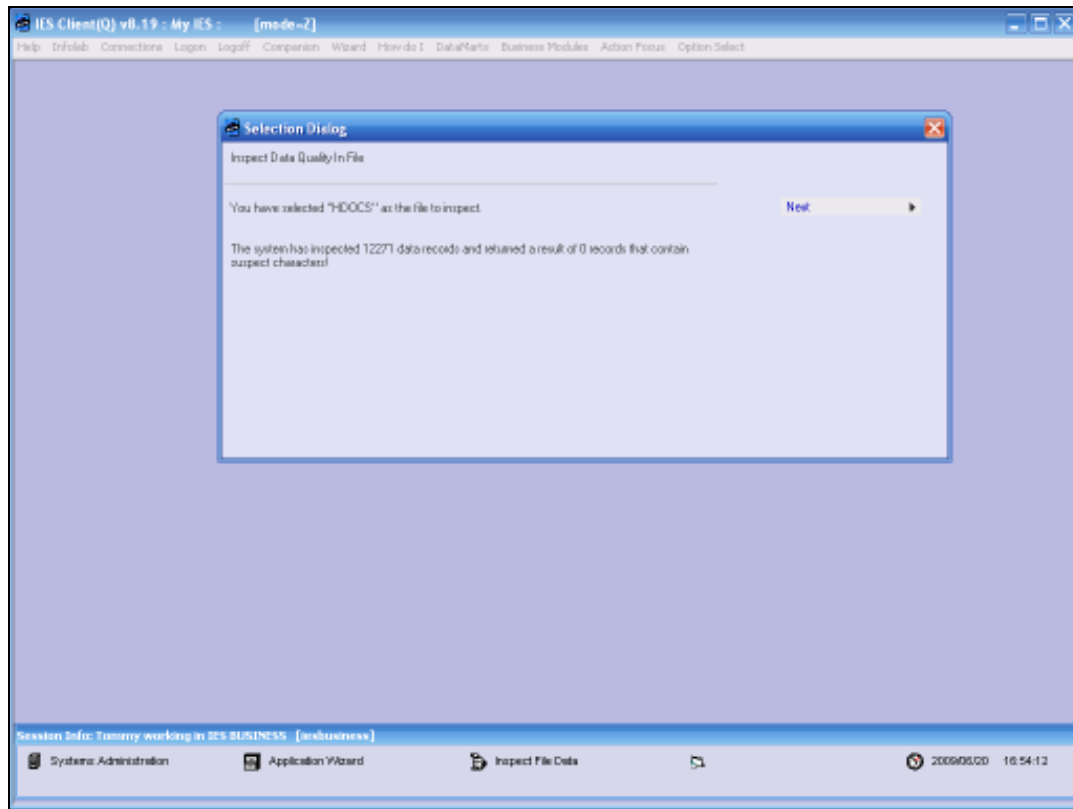 IES Client(Q) v8.19 : My IES : [mode=Z]
Help Infolab Connections Logon Logoff Companion Wizard How do I DataMarts Business Modules Action Focus Option Select
Selection Dialog
Inspect Data Quality In File
You have selected "HDOCS" as the file to inspect.
Next
The system has inspected 12271 data records and returned a result of 0 records that contain
suspect characters!
Session Info: Tommy working in IES BUSINESS [iesbusiness]
Systems Administration Application Wizard Inspect File Data 2009/06/20 16:54:12